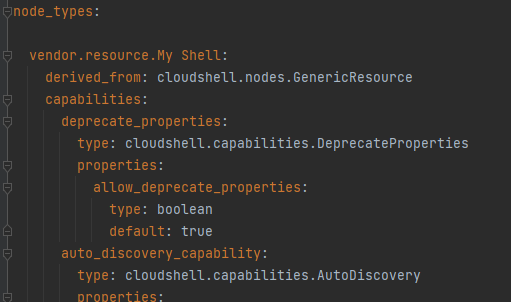 node_types:
vendor.resource.My Shell:
derived_from: cloudshell.nodes.GenericResource
capabilities:
deprecate_properties:
type: cloudshell.capabilities.DeprecateProperties
properties:
allow_deprecate_properties:
type: boolean
default: true
auto_discovery_capability:
type: cloudshell.capabilities.AutoDiscovery
properties: